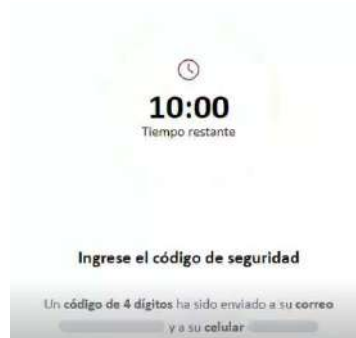 10:00
Tiempo restante
Ingrese el código de seguridad
Un código de 4 dígitos ha sido enviado a su correo
y a su celular